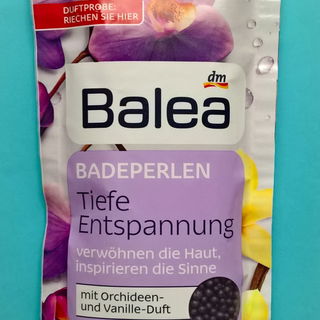 DUFTPROBE:
RIECHEN SIE HIER
dm
Balea
BADEPERLEN
Tiefe
Entspannung
verwöhnen die Haut,
inspirieren die Sinne
mit Orchideen-
und Vanille-Duft